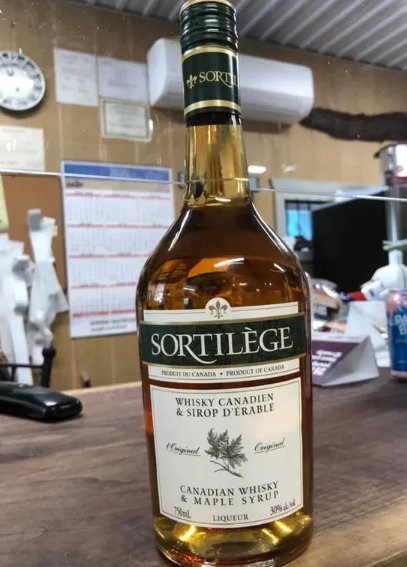 SORTIL
SORTILÈGE
PRODUIT DU CANADA • PRODUCT OF CANADA
WHISKY CANADIEN
& SIROP D'ÉRABLE
l'Original Original
CANADIAN WHISKY
& MAPLE SYRUP
750mL 30% alc./vol.
LIQUEUR